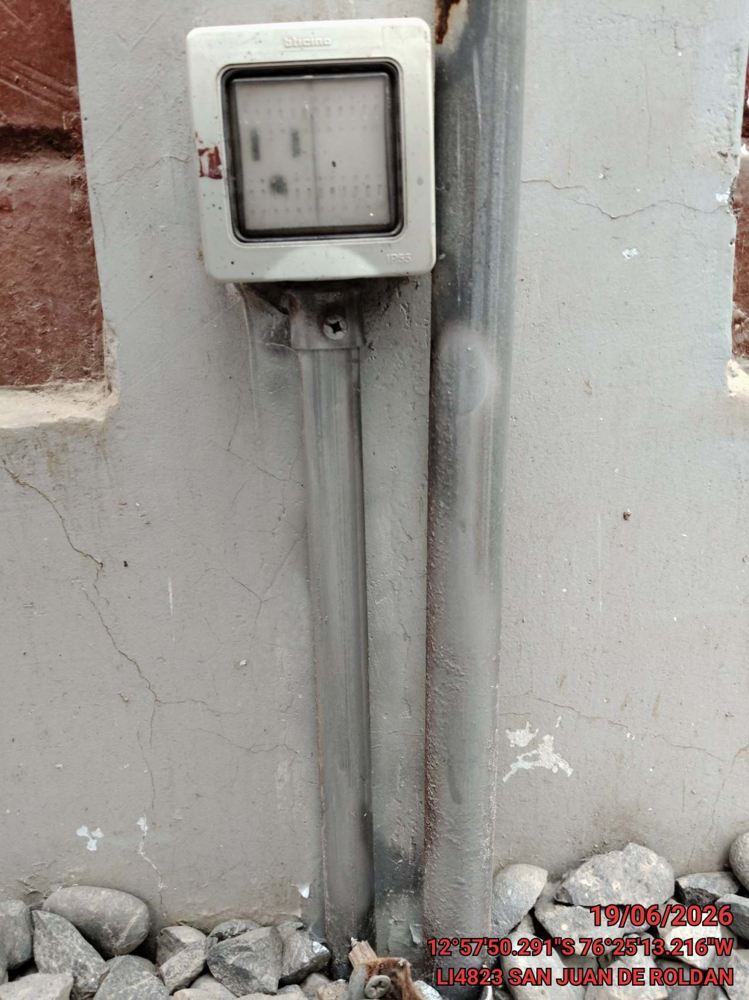 bticino
IP55
19/06/2026
12°57'50.291"S 76°25'13.216"W
LI4823 SAN JUAN DE ROLDAN